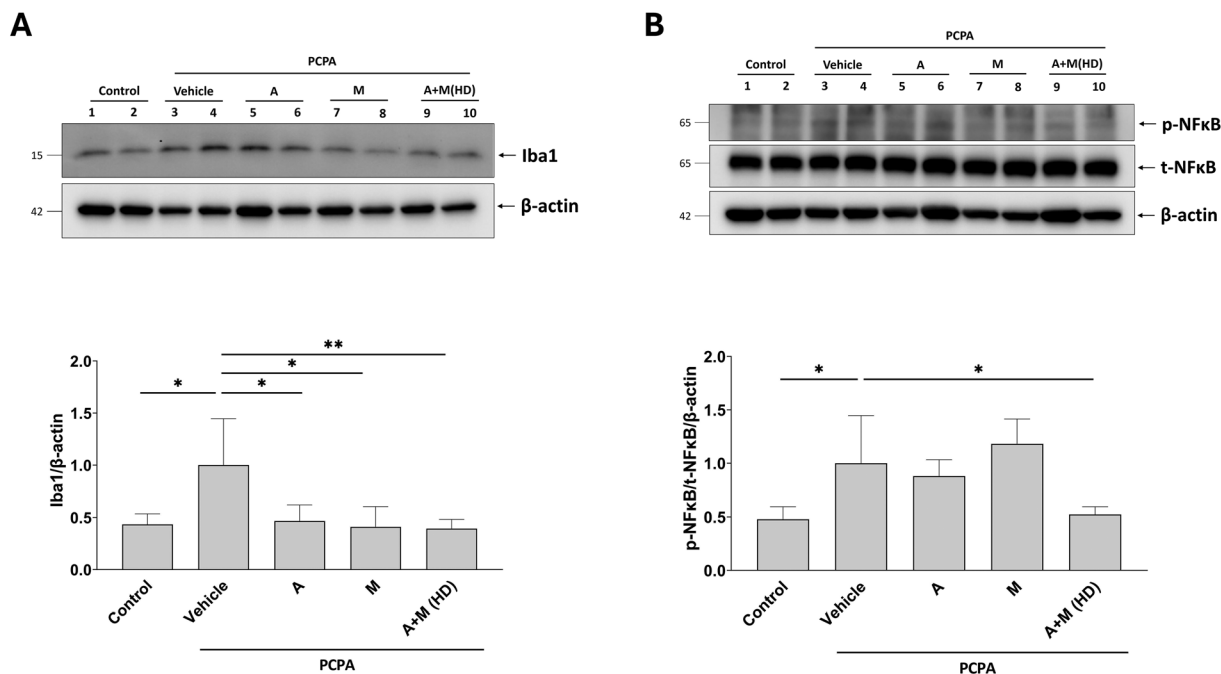 A
PCPA
Control Vehicle A M A+M(HD)
1 2 3 4 5 6 7 8 9 10
15 Iba1
42 β-actin
B
PCPA
Control Vehicle A M A+M(HD)
1 2 3 4 5 6 7 8 9 10
65 p-NFκB
65 t-NFκB
42 β-actin
Iba1/β-actin
2.0
1.5
1.0
0.5
0.0
**
*
* *
Control Vehicle A M A+M (HD)
PCPA
p-NFκB/t-NFκB/β-actin
2.0
1.5
1.0
0.5
0.0
* *
Control Vehicle A M A+M (HD)
PCPA